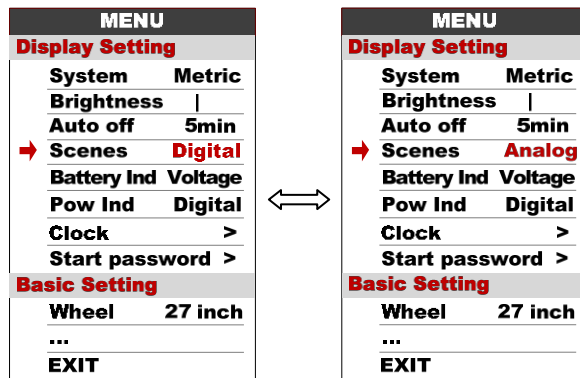 MENU
Display Setting
System Metric
Brightness |
Auto off 5min
Scenes Digital
Battery Ind Voltage
Pow Ind Digital
Clock >
Start password >
Basic Setting
Wheel 27 inch
...
EXIT
MENU
Display Setting
System Metric
Brightness |
Auto off 5min
Scenes Analog
Battery Ind Voltage
Pow Ind Digital
Clock >
Start password >
Basic Setting
Wheel 27 inch
...
EXIT